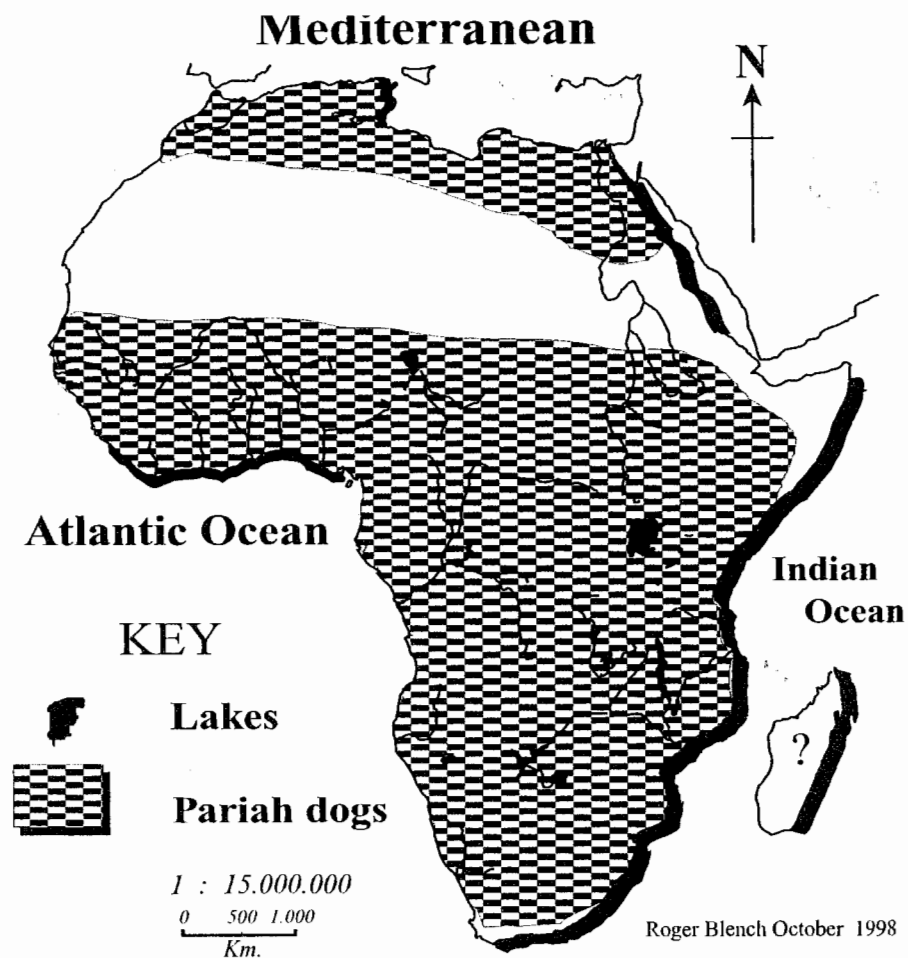 Mediterranean
N
Atlantic Ocean
Indian
Ocean
KEY
Lakes
?
Pariah dogs
1 : 15.000.000
0 500 1.000
Km.
Roger Blench October 1998